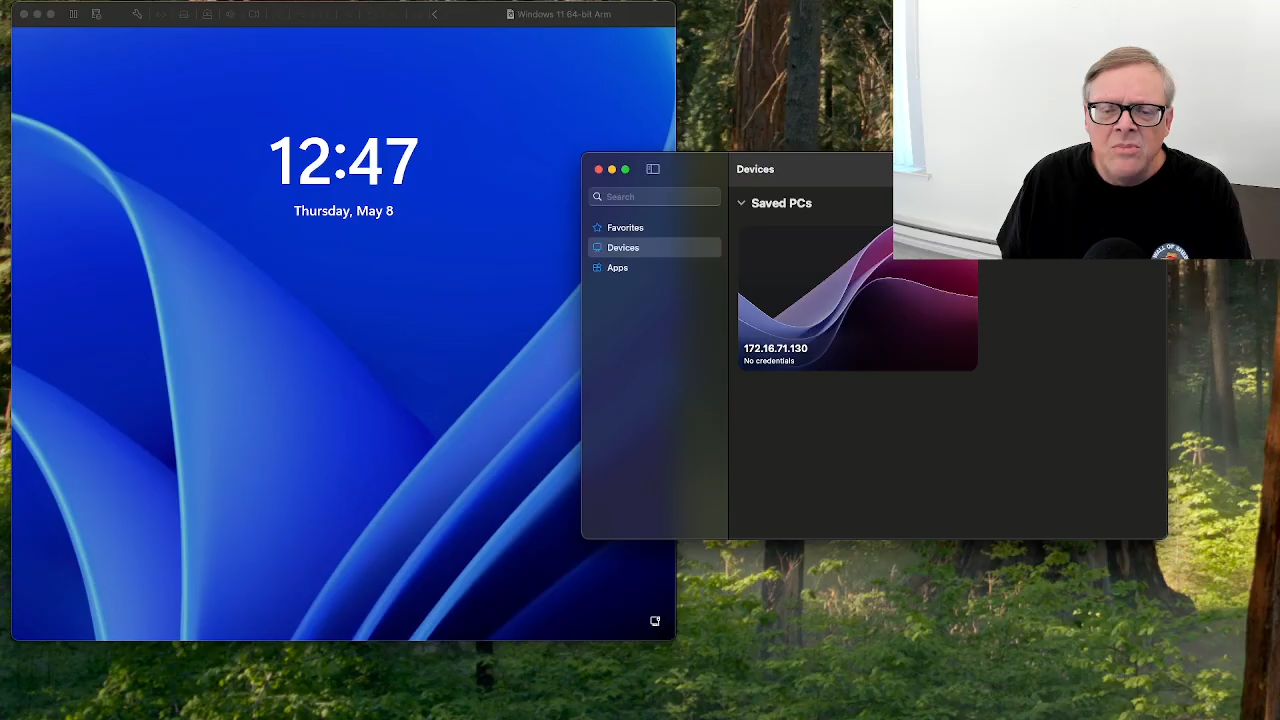 Windows 11 64-bit Arm
12:47
Thursday, May 8
Devices
Search
Saved PCs
Favorites
Devices
Apps
172.16.71.130
No credentials